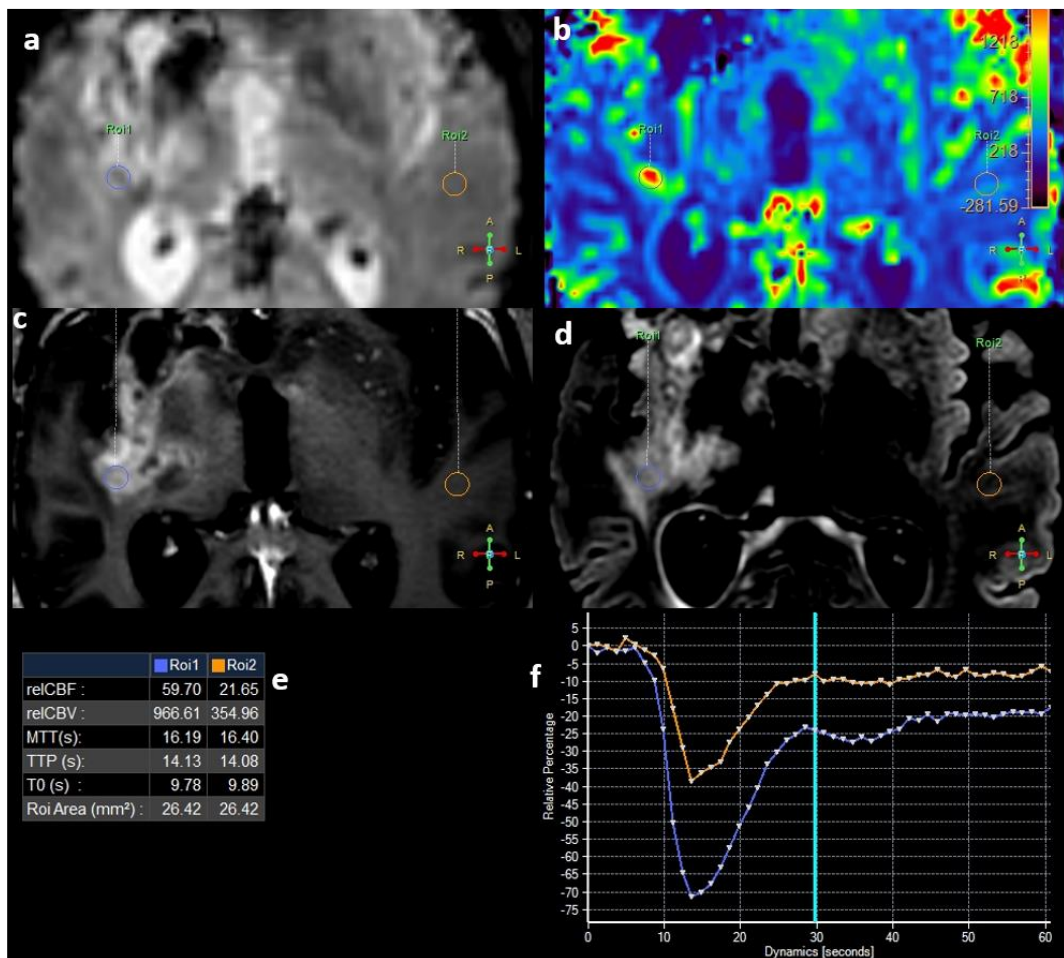 a
Roi1
Roi2
A
R L
P
b
Roi1
Roi2
1218
718
218
-281.59
A
R R L
P
c
A
R L
P
d
Roi1
Roi2
A
R L
P
Roi1 Roi2
relCBF : 59.70 21.65
relCBV : 966.61 354.96
MTT(s): 16.19 16.40
TTP (s): 14.13 14.08
T0 (s) : 9.78 9.89
Roi Area (mm²) : 26.42 26.42
e
f
Relative Percentage
5
0
-5
-10
-15
-20
-25
-30
-35
-40
-45
-50
-55
-60
-65
-70
-75
0 10 20 30 40 50 60
Dynamics [seconds]